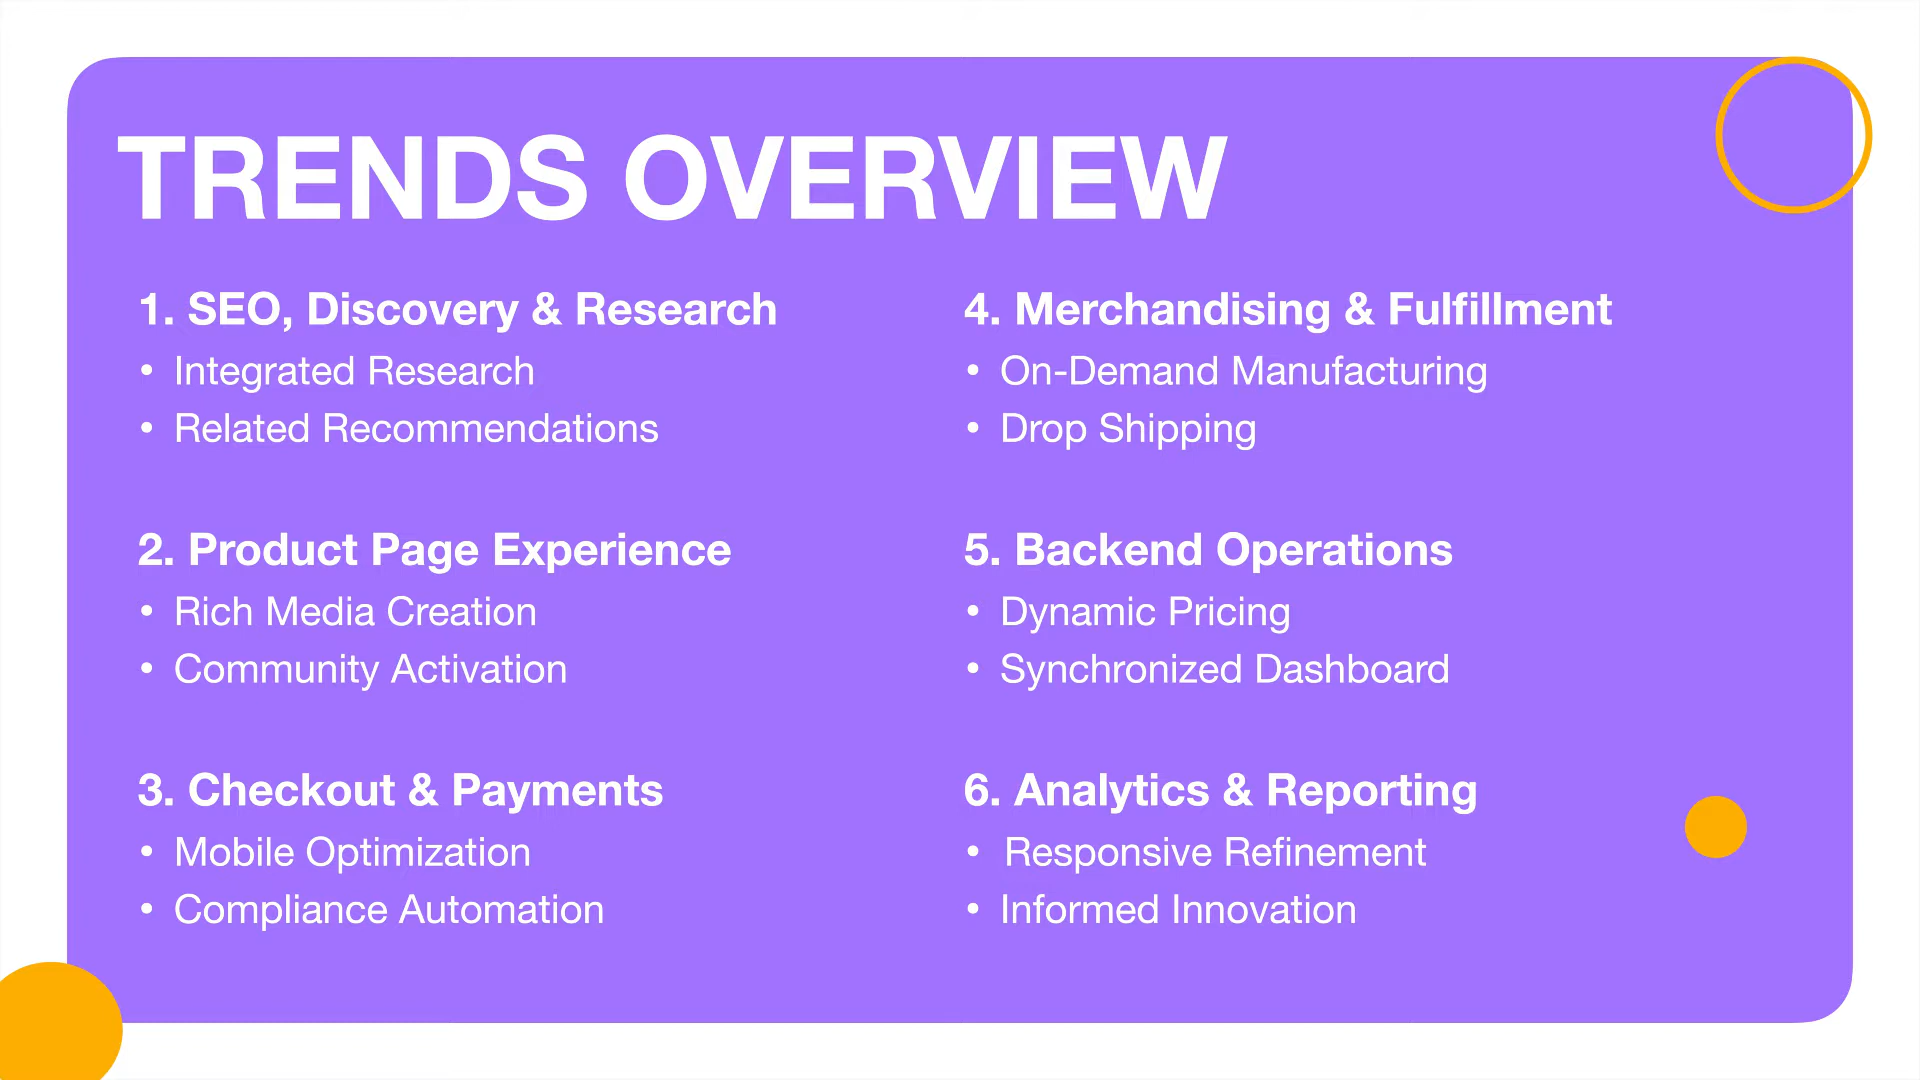 TRENDS OVERVIEW
1. SEO, Discovery & Research
• Integrated Research
• Related Recommendations
2. Product Page Experience
• Rich Media Creation
• Community Activation
3. Checkout & Payments
• Mobile Optimization
• Compliance Automation
4. Merchandising & Fulfillment
• On-Demand Manufacturing
• Drop Shipping
5. Backend Operations
• Dynamic Pricing
• Synchronized Dashboard
6. Analytics & Reporting
• Responsive Refinement
• Informed Innovation